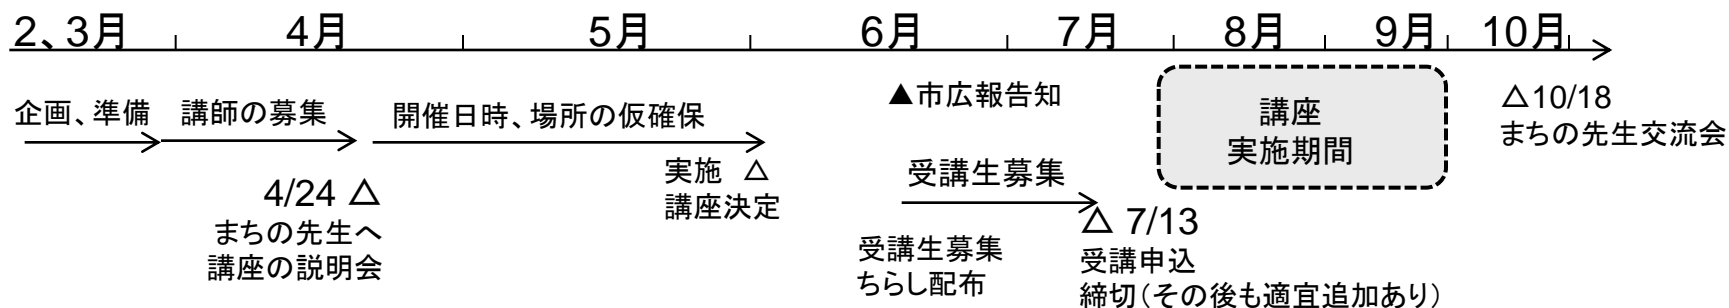 2、3月 4月 5月 6月 7月 8月 9月 10月
企画、準備
講師の募集
開催日時、場所の仮確保
▲市広報告知
講座
実施期間
△10/18
まちの先生交流会
実施 △
講座決定
受講生募集
4/24 △
まちの先生へ
講座の説明会
受講生募集
ちらし配布
△ 7/13
受講申込
締切(その後も適宜追加あり)